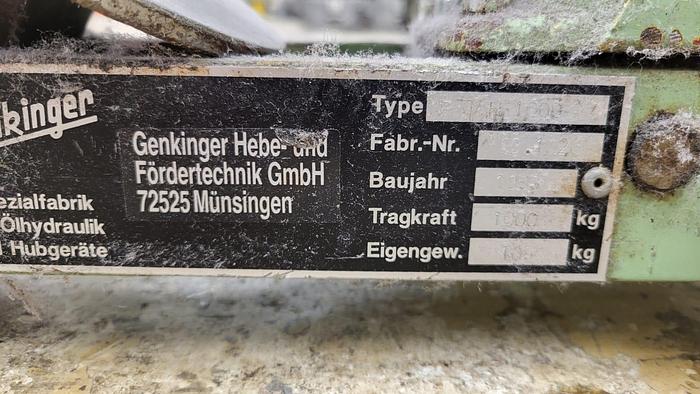 kinger
Genkinger Hebe- und
Fördertechnik GmbH
72525 Münsingen
ezialfabrik
Ölhydraulik
Hubgeräte
Type
Fabr.-Nr.
Baujahr
Tragkraft 1000 kg
Eigengew. kg